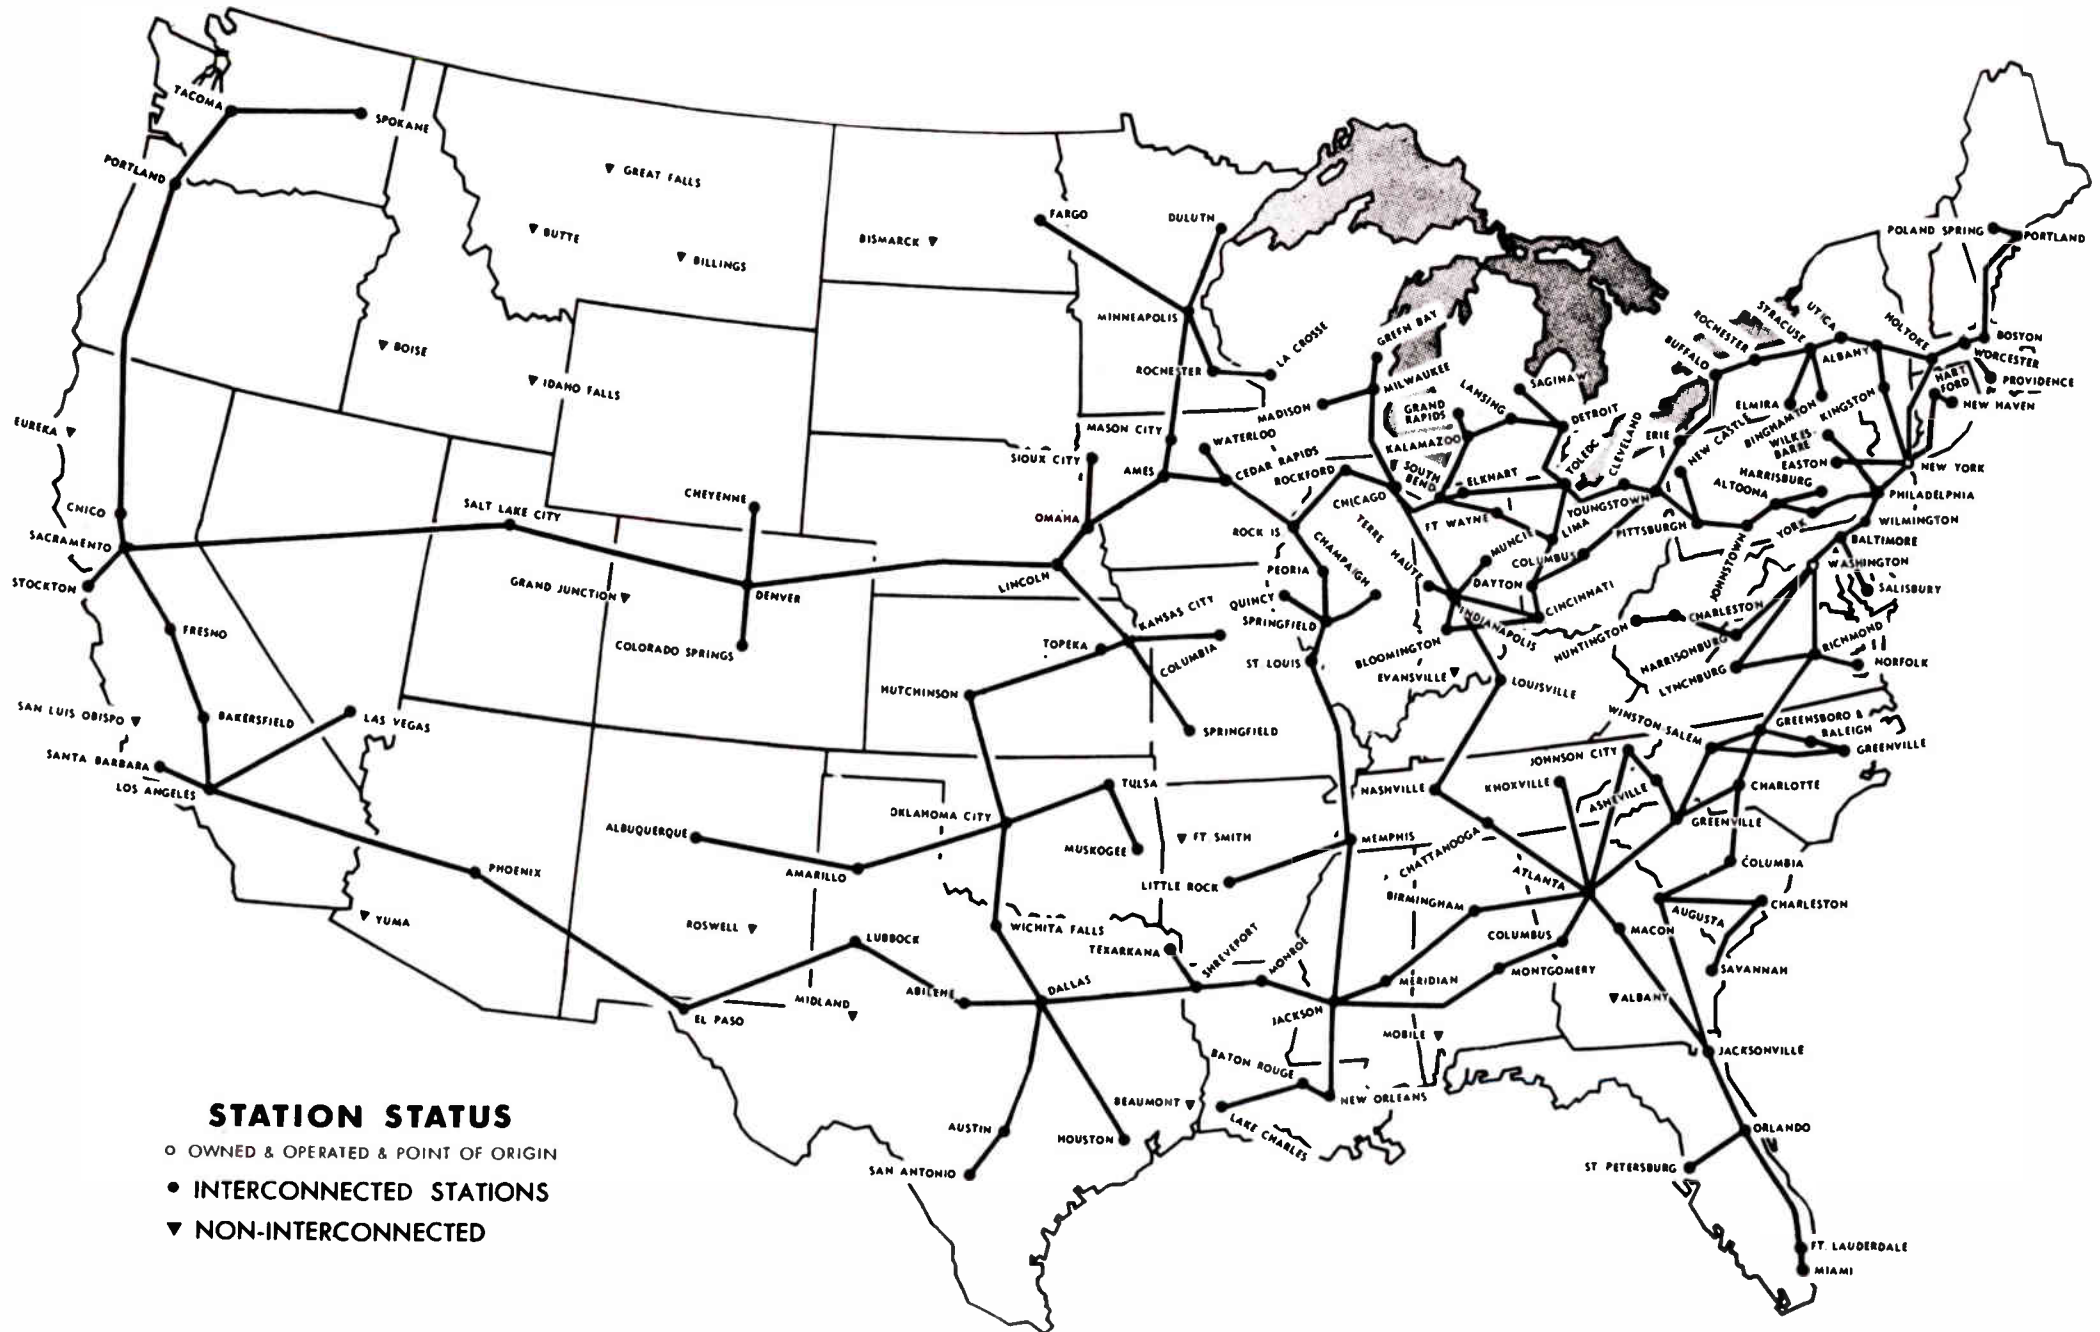 TACOMA
SPOKANE
PORTLAND
GREAT FALLS
BUTTE
BILLINGS
BISMARCK
FARGO
DULUTH
POLAND SPRING
PORTLAND
MINNEAPOLIS
LA CROSSE
ROCHESTER
GREEN BAY
MILWAUKEE
MADISON
BOISE
IDAHO FALLS
EUREKA
MASON CITY
WATERLOO
SIOUX CITY
AMES
CEDAR RAPIDS
ROCKFORD
CHICAGO
GRAND
RAPIDS
LANSING
SAGINAW
DETROIT
KALAMAZOO
SOUTH
BEND
ELKHART
TOLEDO
CLEVELAND
ERIE
BUFFALO
ROCHESTER
SYRACUSE
UTICA
ALBANY
HOLYOKE
BOSTON
WORCESTER
PROVIDENCE
HART
FORD
NEW HAVEN
ELMIRA
BINGHAMTON
KINGSTON
NEW CASTLE
WILKES
BARRE
EASTON
NEW YORK
HARRISBURG
ALTOONA
PHILADELPHIA
YOUNGSTOWN
PITTSBURGH
JOHNSTOWN
YORK
WILMINGTON
BALTIMORE
WASHINGTON
SALISBURY
FT WAYNE
LIMA
MUNCIE
COLUMBUS
DAYTON
CINCINNATI
TERRE HAUTE
INDIANAPOLIS
BLOOMINGTON
EVANSVILLE
LOUISVILLE
HUNTINGTON
CHARLESTON
HARRISONBURG
LYNCHBURG
RICHMOND
NORFOLK
CHICO
SACRAMENTO
STOCKTON
SALT LAKE CITY
CHEYENNE
GRAND JUNCTION
DENVER
COLORADO SPRINGS
OMAHA
LINCOLN
ROCK IS
PEORIA
CHAMPAIGN
QUINCY
SPRINGFIELD
ST LOUIS
KANSAS CITY
TOPEKA
COLUMBIA
HUTCHINSON
SPRINGFIELD
FRESNO
BAKERSFIELD
LAS VEGAS
SAN LUIS OBISPO
SANTA BARBARA
LOS ANGELES
PHOENIX
YUMA
ALBUQUERQUE
AMARILLO
OKLAHOMA CITY
TULSA
MUSKOGEE
FT SMITH
LITTLE ROCK
MEMPHIS
NASHVILLE
CHATTANOOGA
KNOXVILLE
JOHNSON CITY
ASHEVILLE
WINSTON SALEM
GREENSBORO &
RALEIGH
GREENVILLE
CHARLOTTE
GREENVILLE
COLUMBIA
CHARLESTON
AUGUSTA
SAVANNAH
ATLANTA
MACON
BIRMINGHAM
COLUMBUS
MONTGOMERY
MERIDIAN
ALBANY
MOBILE
ROSWELL
LUBBOCK
WICHITA FALLS
TEXARKANA
SHREVEPORT
MONROE
JACKSON
EL PASO
MIDLAND
ABILENE
DALLAS
AUSTIN
SAN ANTONIO
HOUSTON
BEAUMONT
BATON ROUGE
LAKE CHARLES
NEW ORLEANS
JACKSONVILLE
ORLANDO
ST PETERSBURG
FT. LAUDERDALE
MIAMI
STATION STATUS
OWNED & OPERATED & POINT OF ORIGIN
INTERCONNECTED STATIONS
NON-INTERCONNECTED